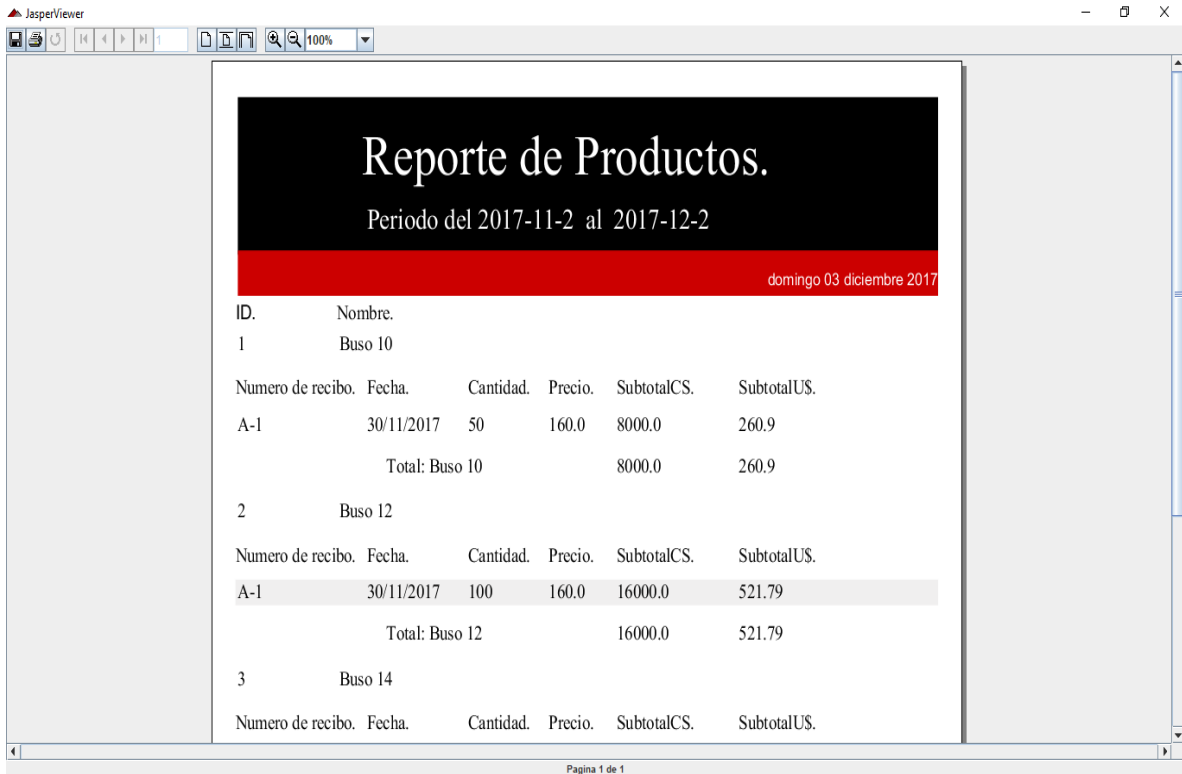 JasperViewer
1
100%
Reporte de Productos.
Periodo del 2017-11-2 al 2017-12-2
domingo 03 diciembre 2017
ID. Nombre.
1 Buso 10
Numero de recibo. Fecha. Cantidad. Precio. SubtotalCS. SubtotalU$.
A-1 30/11/2017 50 160.0 8000.0 260.9
Total: Buso 10 8000.0 260.9
2 Buso 12
Numero de recibo. Fecha. Cantidad. Precio. SubtotalCS. SubtotalU$.
A-1 30/11/2017 100 160.0 16000.0 521.79
Total: Buso 12 16000.0 521.79
3 Buso 14
Numero de recibo. Fecha. Cantidad. Precio. SubtotalCS. SubtotalU$.
Pagina 1 de 1